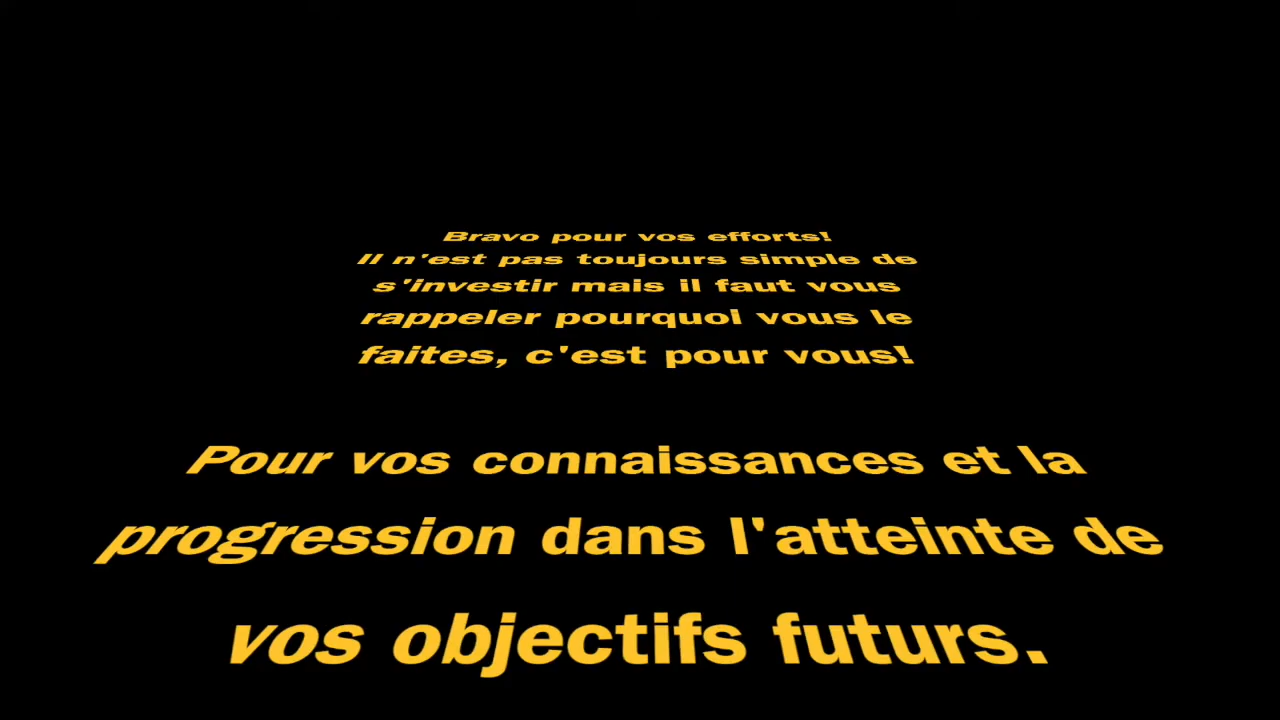 Bravo pour vos efforts!
Il n'est pas toujours simple de
s'investir mais il faut vous
rappeler pourquoi vous le
faites, c'est pour vous!
Pour vos connaissances et la
progression dans l'atteinte de
vos objectifs futurs.